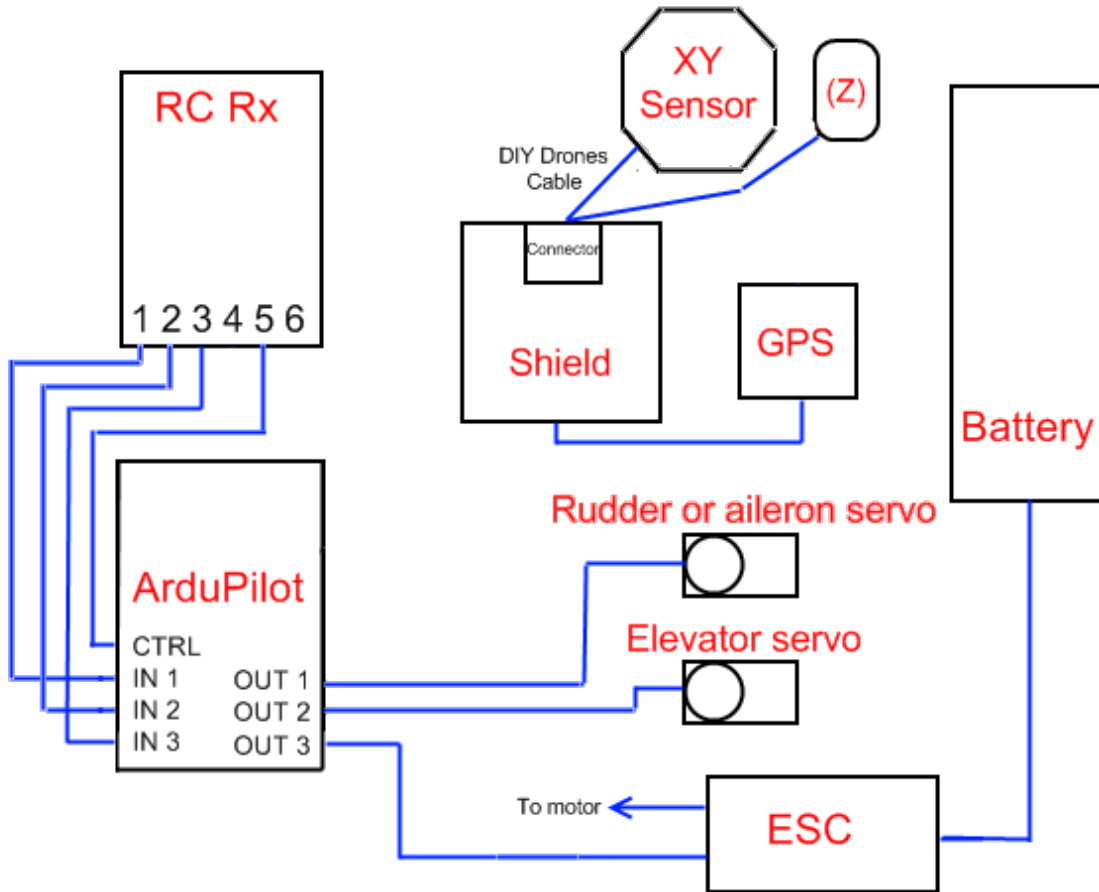 RC Rx
1 2 3 4 5 6
XY
Sensor
(Z)
DIY Drones
Cable
Connector
Shield
GPS
Battery
ArduPilot
CTRL
IN 1
IN 2
IN 3
OUT 1
OUT 2
OUT 3
Rudder or aileron servo
Elevator servo
To motor
ESC